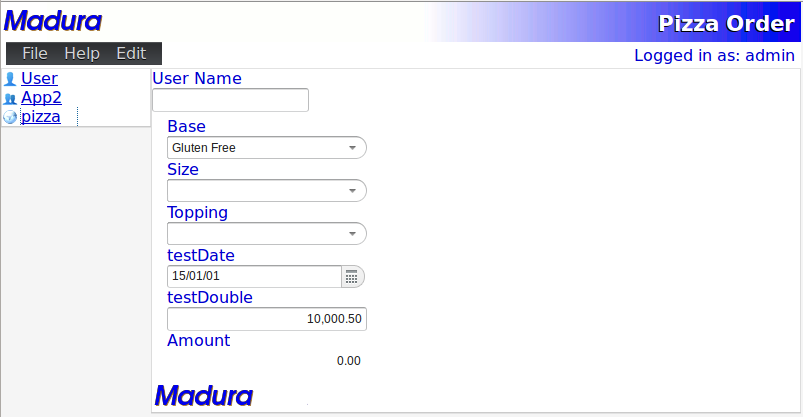 Madura
Pizza Order
File Help Edit
Logged in as: admin
User
App2
pizza
User Name
Base
Gluten Free
Size
Topping
testDate
15/01/01
testDouble
10,000.50
Amount
0.00
Madura